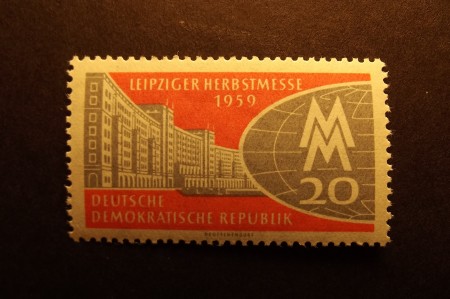 LEIPZIGER HERBSTMESSE
1959
MM
20
DEUTSCHE
DEMOKRATISCHE REPUBLIK